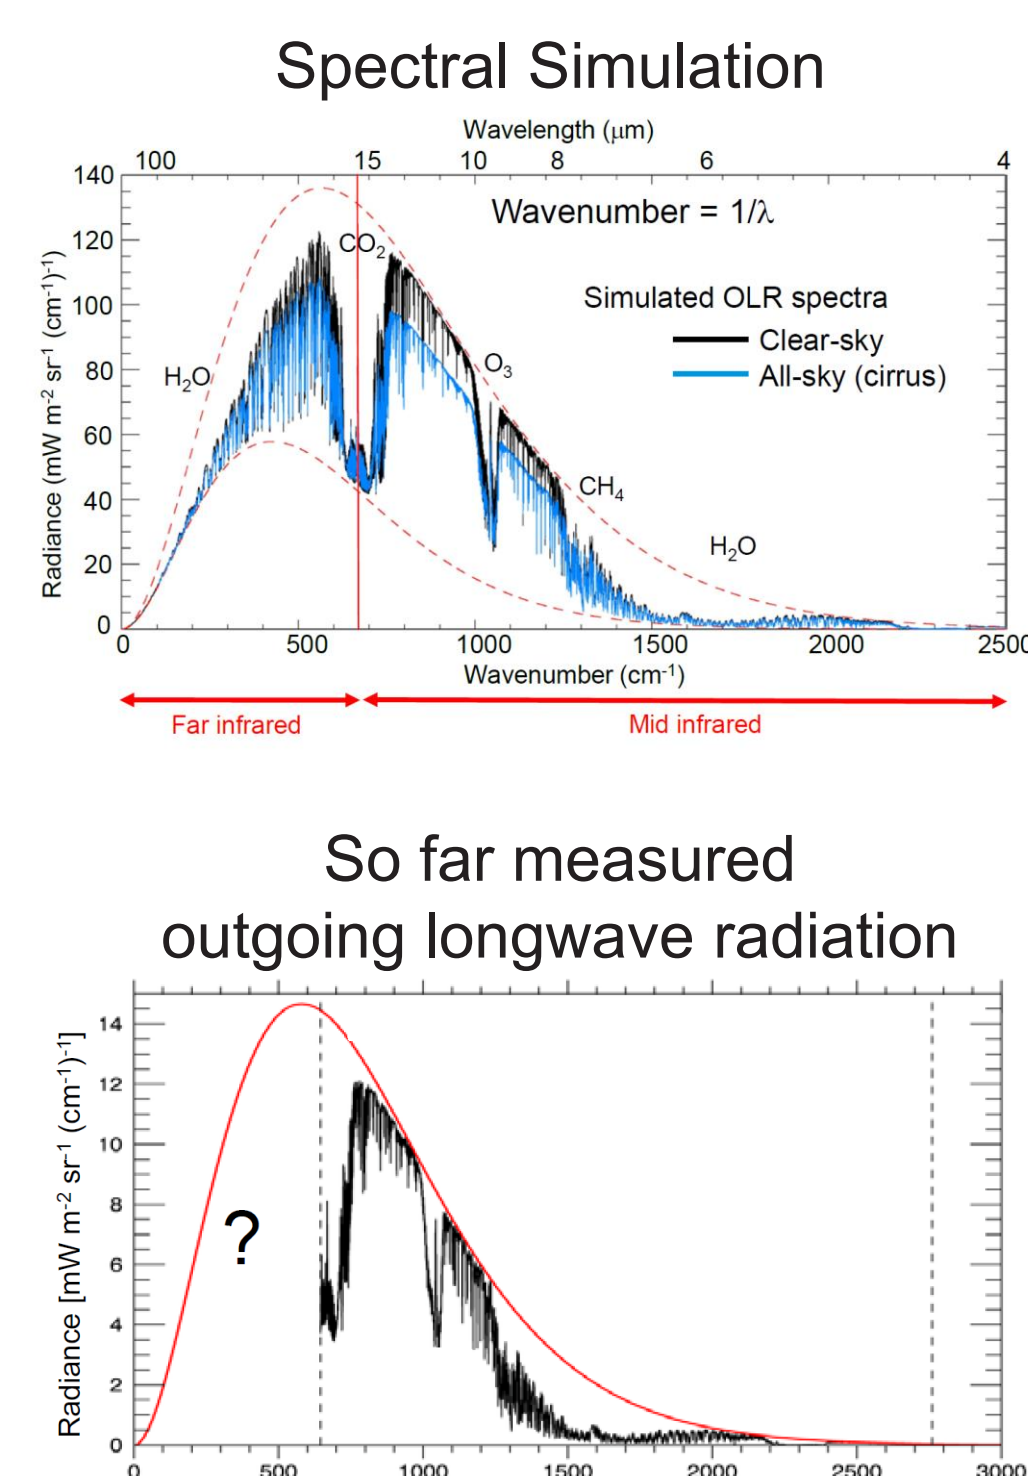 Spectral Simulation
Wavelength (μm)
100 15 10 8 6 4
140
120
100
80
60
40
20
0
Radiance (mW m⁻² sr⁻¹ (cm⁻¹)⁻¹)
Wavenumber = 1/λ
CO₂
Simulated OLR spectra
Clear-sky
All-sky (cirrus)
H₂O
O₃
CH₄
H₂O
0 500 1000 1500 2000 2500
Wavenumber (cm⁻¹)
Far infrared Mid infrared
So far measured
outgoing longwave radiation
14
12
10
8
6
4
2
0
Radiance [mW m⁻² sr⁻¹ (cm⁻¹)⁻¹]
?
0 500 1000 1500 2000 2500 3000